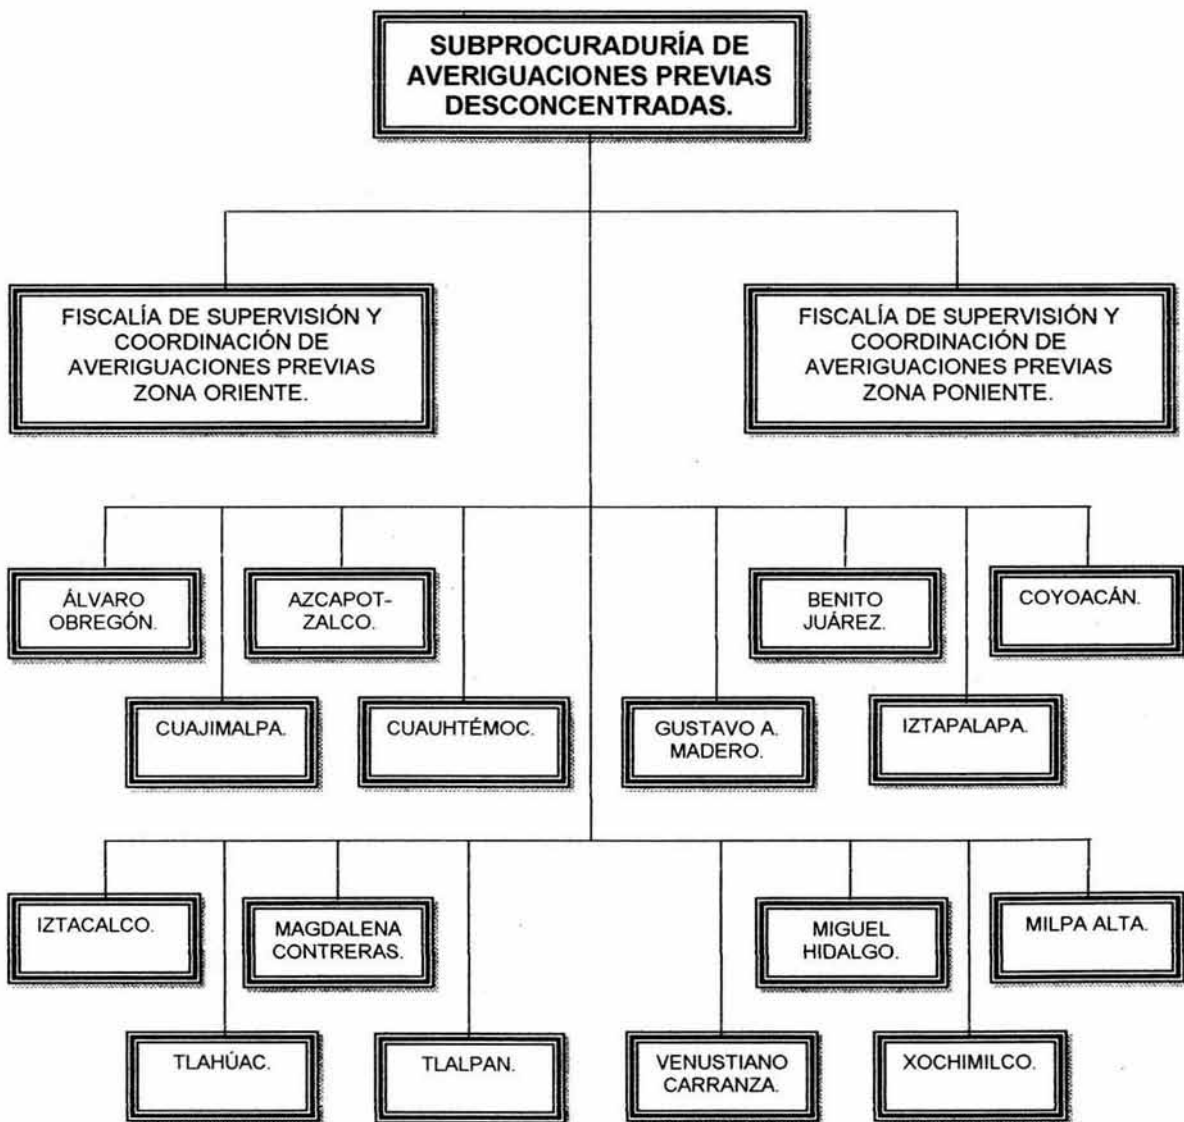 SUBPROCURADURÍA DE
AVERIGUACIONES PREVIAS
DESCONCENTRADAS.
FISCALÍA DE SUPERVISIÓN Y
COORDINACIÓN DE
AVERIGUACIONES PREVIAS
ZONA ORIENTE.
FISCALÍA DE SUPERVISIÓN Y
COORDINACIÓN DE
AVERIGUACIONES PREVIAS
ZONA PONIENTE.
ÁLVARO
OBREGÓN.
AZCAPOT-
ZALCO.
BENITO
JUÁREZ.
COYOACÁN.
CUAJIMALPA.
CUAUHTÉMOC.
GUSTAVO A.
MADERO.
IZTAPALAPA.
IZTACALCO.
MAGDALENA
CONTRERAS.
MIGUEL
HIDALGO.
MILPA ALTA.
TLAHÚAC.
TLALPAN.
VENUSTIANO
CARRANZA.
XOCHIMILCO.